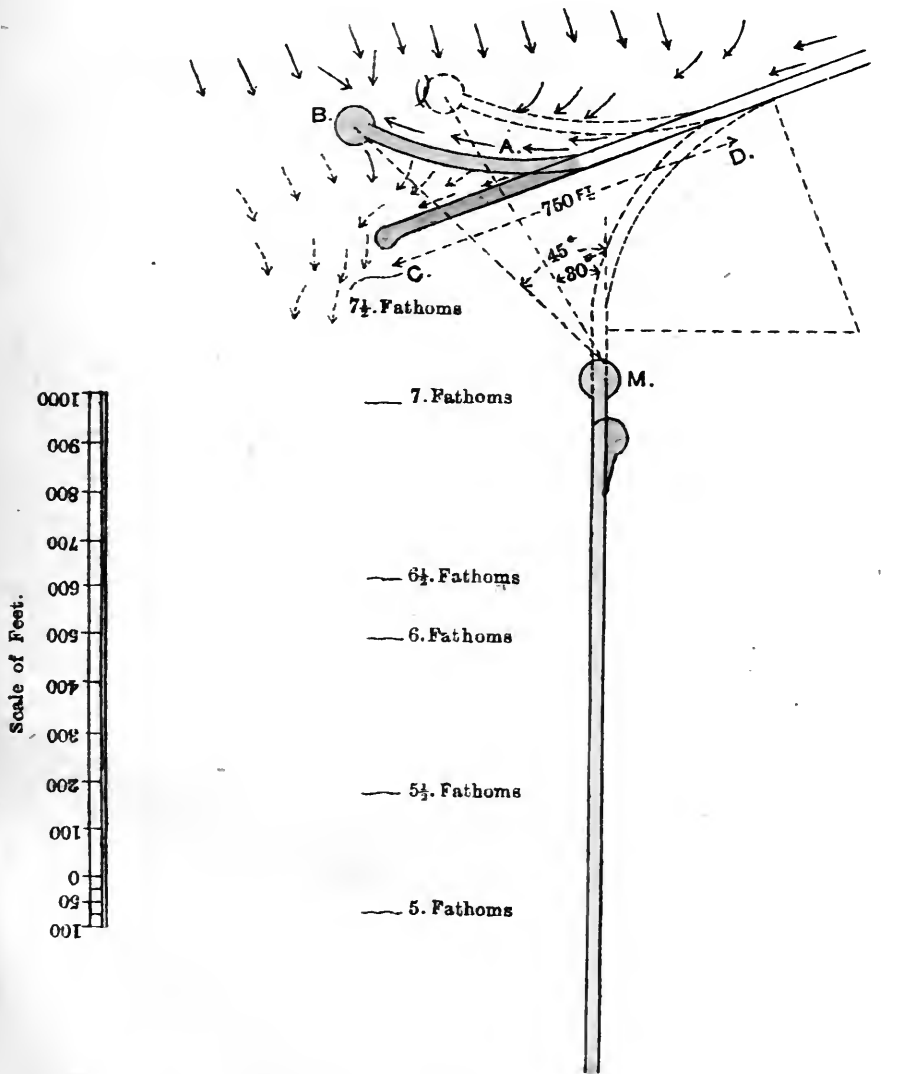 B.
A.
D.
750 FT
45°
30°
C.
7½. Fathoms
M.
7. Fathoms
6½. Fathoms
6. Fathoms
5½. Fathoms
5. Fathoms
Scale of Feet.
1000
900
800
700
600
500
400
300
200
100
0
50
100